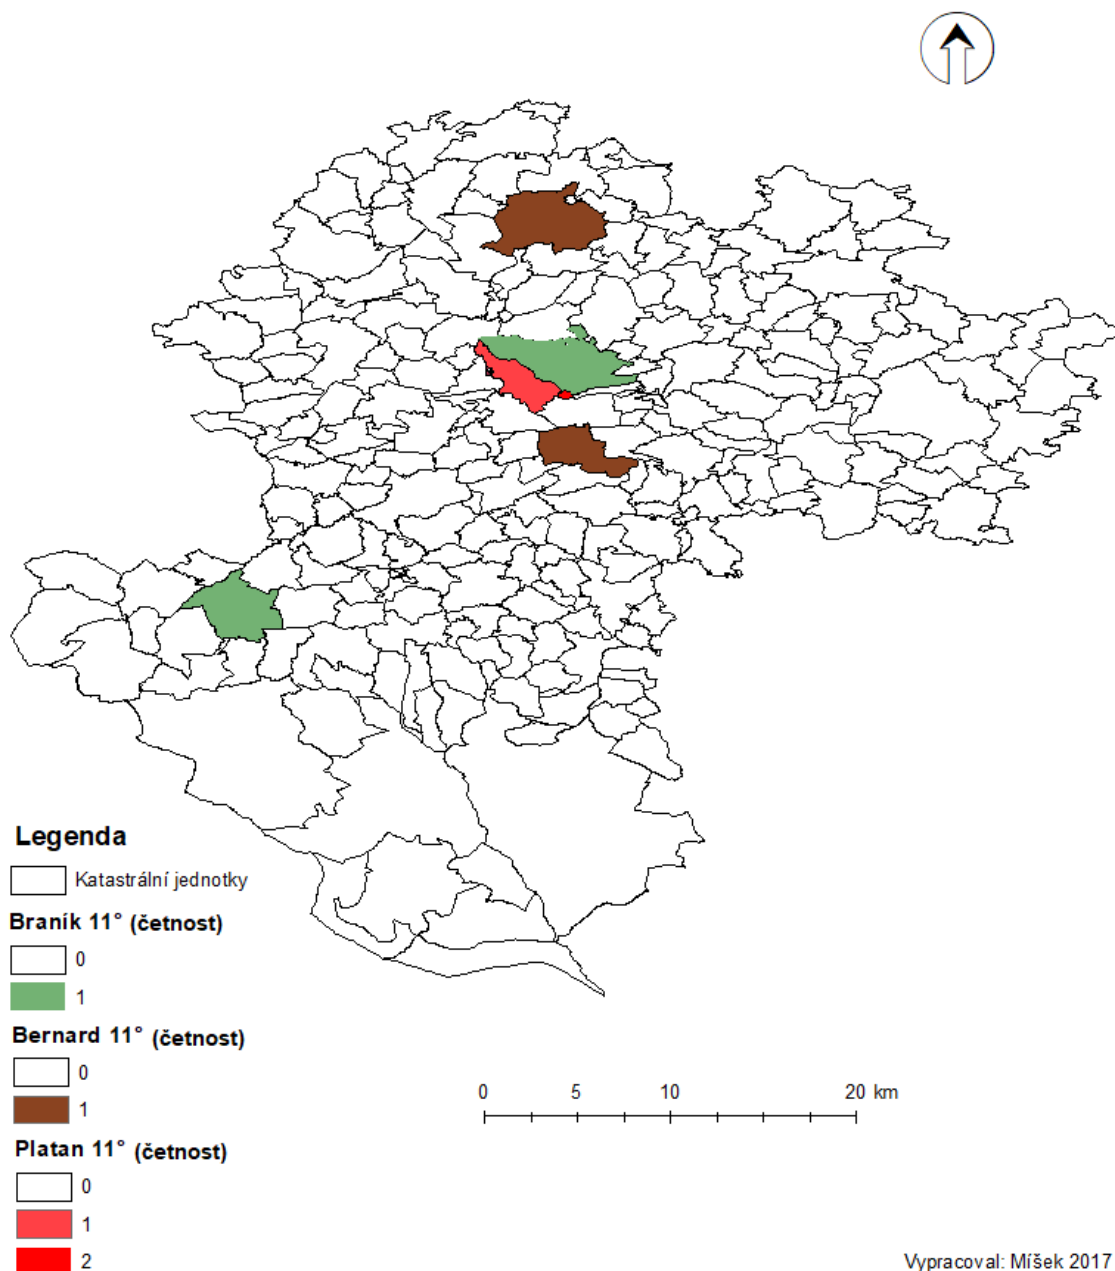 Legenda
Katastrální jednotky
Braník 11° (četnost)
0
1
Bernard 11° (četnost)
0
1
Platan 11° (četnost)
0
1
2
0 5 10 20 km
Vypracoval: Míšek 2017